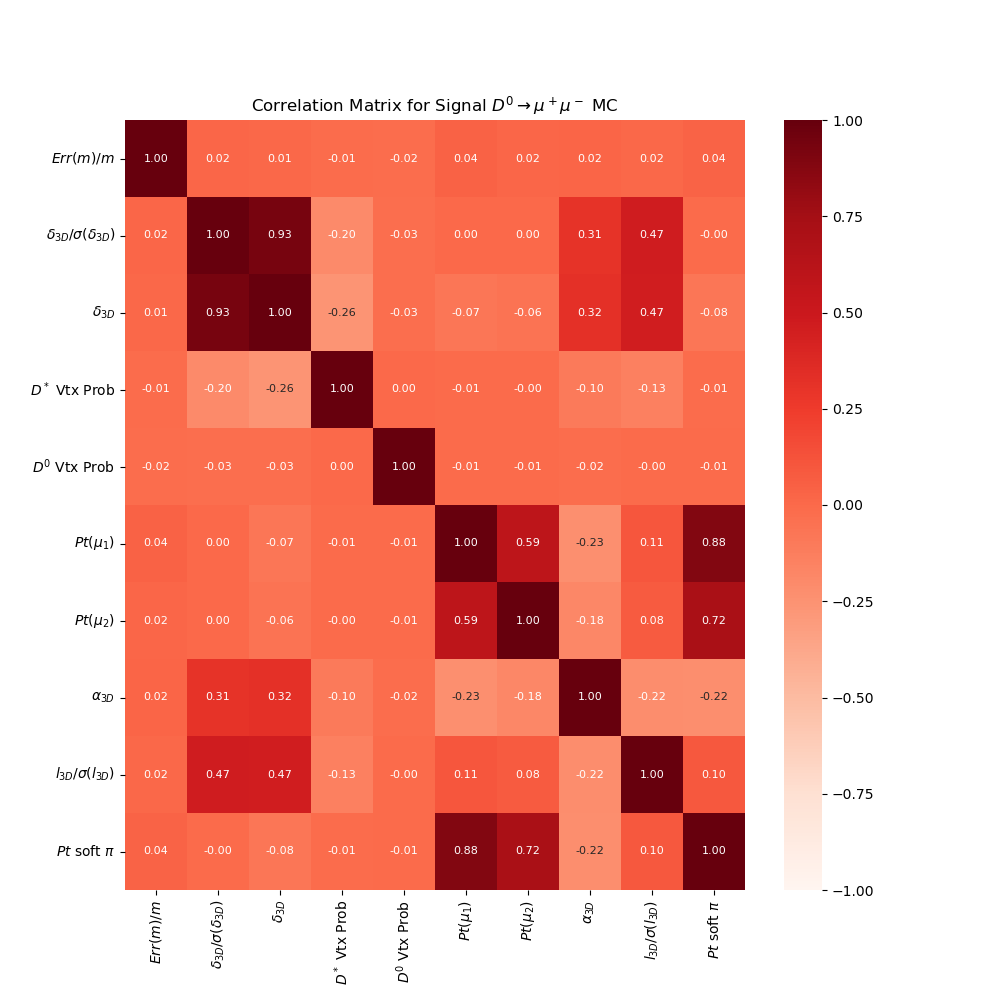 Correlation Matrix for Signal D⁰ → μ⁺μ⁻ MC
Err(m)/m 1.00 0.02 0.01 -0.01 -0.02 0.04 0.02 0.02 0.02 0.04
δ₃D/σ(δ₃D) 0.02 1.00 0.93 -0.20 -0.03 0.00 0.00 0.31 0.47 -0.00
δ₃D 0.01 0.93 1.00 -0.26 -0.03 -0.07 -0.06 0.32 0.47 -0.08
D* Vtx Prob -0.01 -0.20 -0.26 1.00 0.00 -0.01 -0.00 -0.10 -0.13 -0.01
D⁰ Vtx Prob -0.02 -0.03 -0.03 0.00 1.00 -0.01 -0.01 -0.02 -0.00 -0.01
Pt(μ₁) 0.04 0.00 -0.07 -0.01 -0.01 1.00 0.59 -0.23 0.11 0.88
Pt(μ₂) 0.02 0.00 -0.06 -0.00 -0.01 0.59 1.00 -0.18 0.08 0.72
α₃D 0.02 0.31 0.32 -0.10 -0.02 -0.23 -0.18 1.00 -0.22 -0.22
l₃D/σ(l₃D) 0.02 0.47 0.47 -0.13 -0.00 0.11 0.08 -0.22 1.00 0.10
Pt soft π 0.04 -0.00 -0.08 -0.01 -0.01 0.88 0.72 -0.22 0.10 1.00
Err(m)/m
δ₃D/σ(δ₃D)
δ₃D
D* Vtx Prob
D⁰ Vtx Prob
Pt(μ₁)
Pt(μ₂)
α₃D
l₃D/σ(l₃D)
Pt soft π
1.00
0.75
0.50
0.25
0.00
−0.25
−0.50
−0.75
−1.00